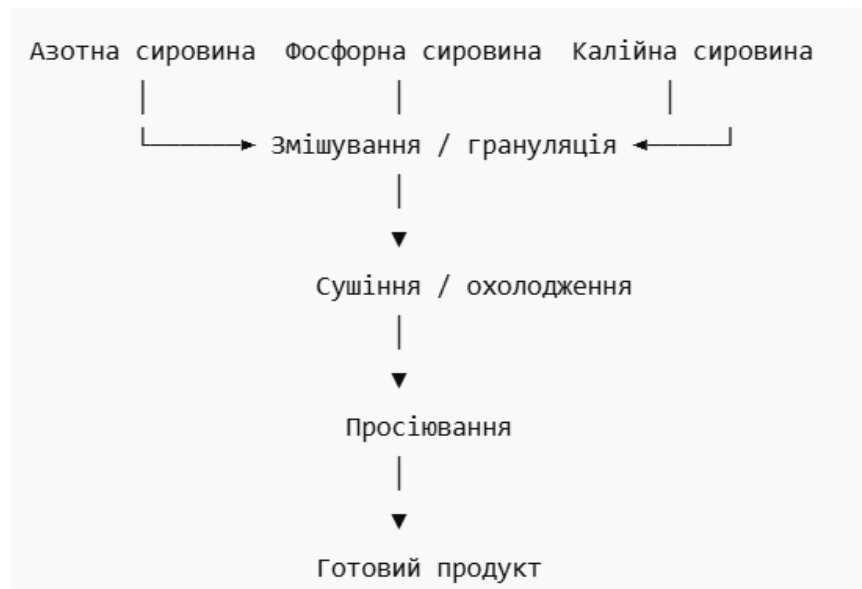 Азотна сировина Фосфорна сировина Калійна сировина
Змішування / грануляція
Сушіння / охолодження
Просіювання
Готовий продукт